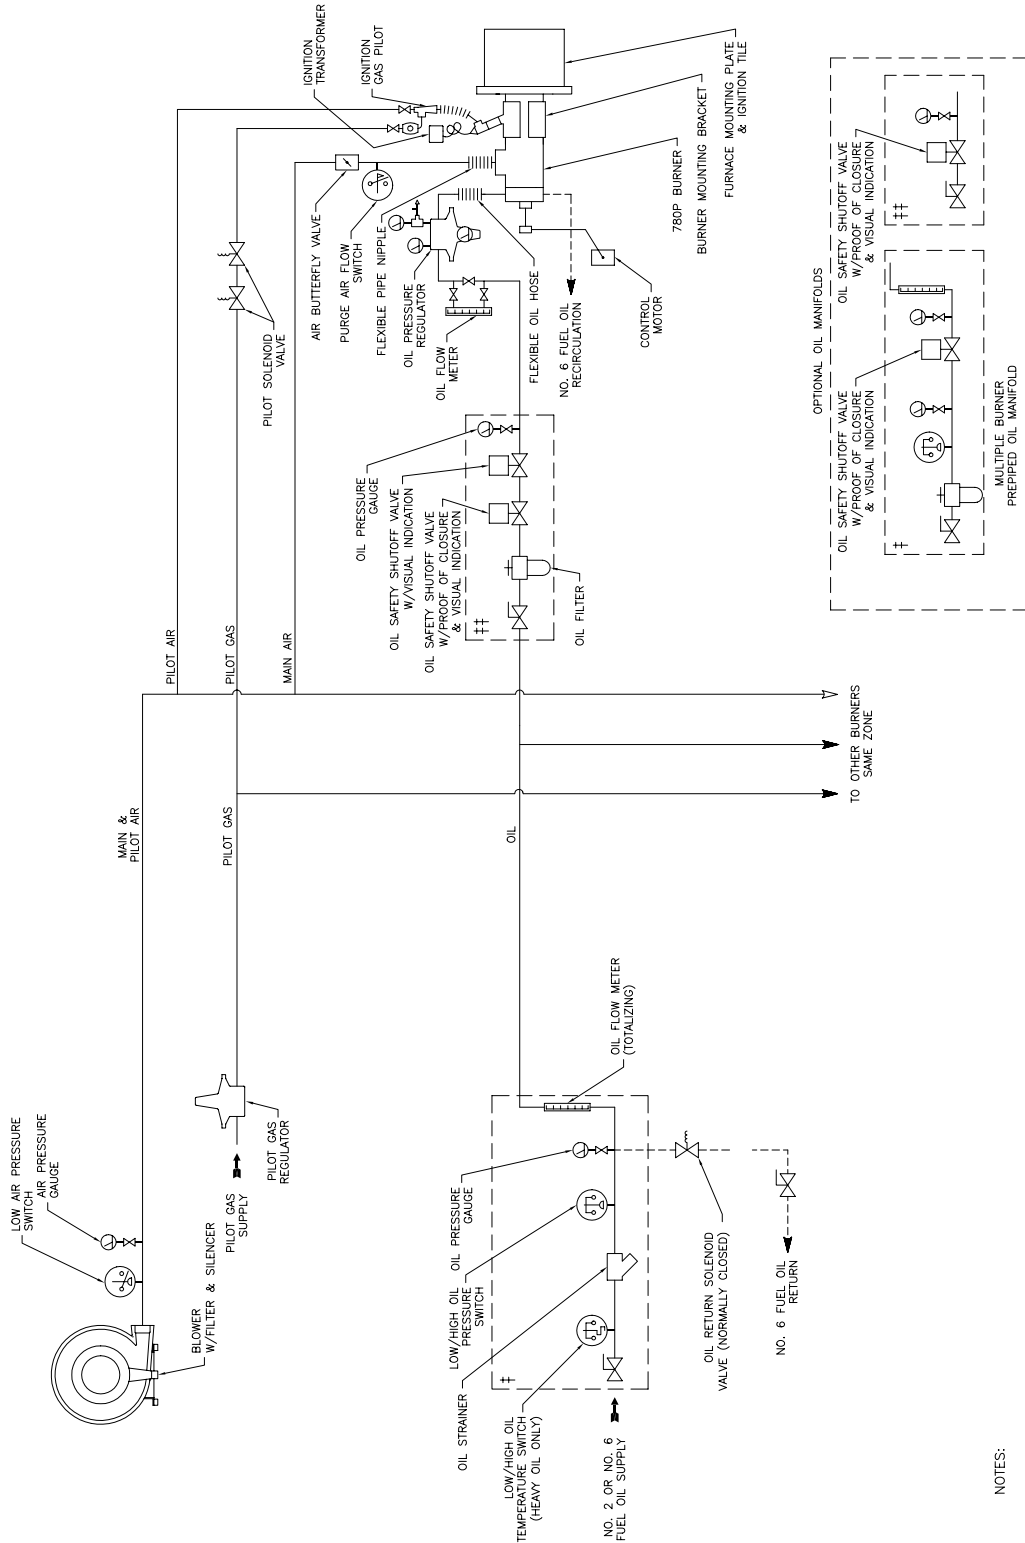 LOW AIR PRESSURE
SWITCH
AIR PRESSURE
GAUGE
BLOWER
W/FILTER & SILENCER
PILOT GAS
SUPPLY
PILOT GAS
REGULATOR
MAIN &
PILOT AIR
PILOT GAS
PILOT AIR
PILOT GAS
MAIN AIR
PILOT SOLENOID
VALVE
AIR BUTTERFLY VALVE
PURGE AIR FLOW
SWITCH
FLEXIBLE PIPE NIPPLE
OIL PRESSURE
REGULATOR
OIL FLOW
METER
IGNITION
TRANSFORMER
IGNITION
GAS PILOT
FLEXIBLE OIL HOSE
NO. 6 FUEL OIL
RECIRCULATION
CONTROL
MOTOR
780P BURNER
BURNER MOUNTING BRACKET
FURNACE MOUNTING PLATE
& IGNITION TILE
OIL PRESSURE
GAUGE
OIL SAFETY SHUTOFF VALVE
W/VISUAL INDICATION
OIL SAFETY SHUTOFF VALVE
W/PROOF OF CLOSURE
& VISUAL INDICATION
‡‡
OIL FILTER
OIL
TO OTHER BURNERS
SAME ZONE
OIL FLOW METER
(TOTALIZING)
OIL PRESSURE
GAUGE
LOW/HIGH OIL
PRESSURE
SWITCH
OIL STRAINER
LOW/HIGH OIL
TEMPERATURE SWITCH
(HEAVY OIL ONLY)
‡
NO. 2 OR NO. 6
FUEL OIL SUPPLY
OIL RETURN SOLENOID
VALVE (NORMALLY CLOSED)
NO. 6 FUEL OIL
RETURN
OPTIONAL OIL MANIFOLDS
OIL SAFETY SHUTOFF VALVE
W/PROOF OF CLOSURE
& VISUAL INDICATION
‡
MULTIPLE BURNER
PREPIPED OIL MANIFOLD
OIL SAFETY SHUTOFF VALVE
W/PROOF OF CLOSURE
& VISUAL INDICATION
‡‡
NOTES: